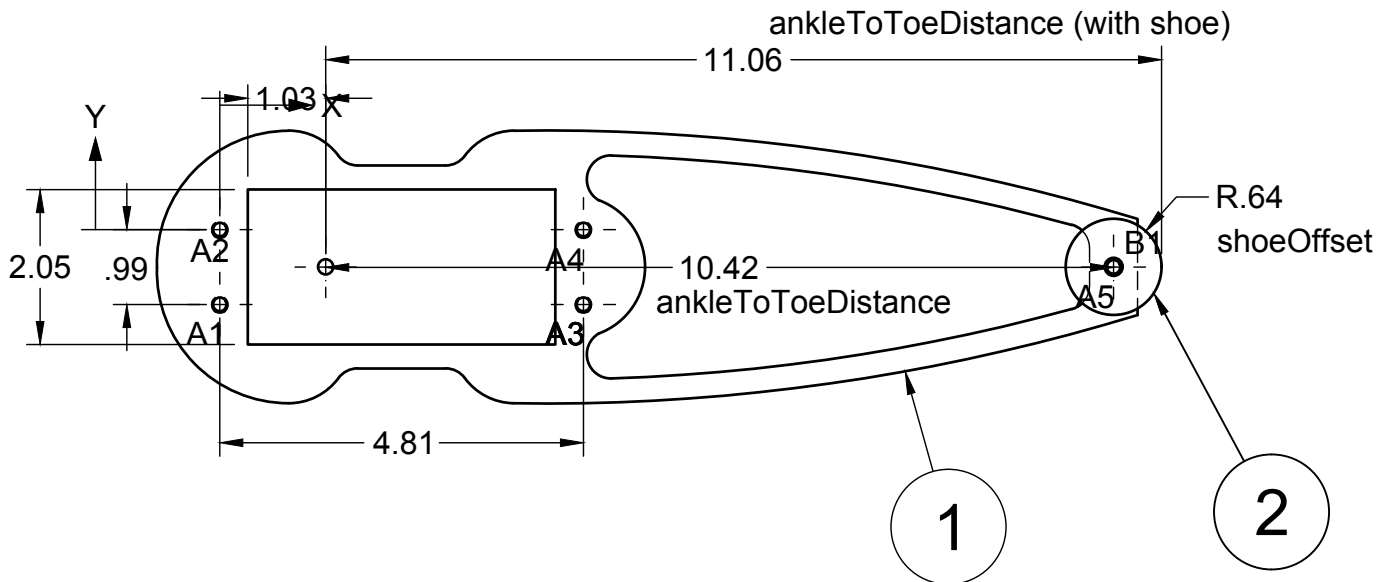 ankleToToeDistance (with shoe)
11.06
1.03
X
Y
R.64
shoeOffset
A2
A4
B1
2.05
.99
10.42
ankleToToeDistance
A5
A1
A3
4.81
1
2